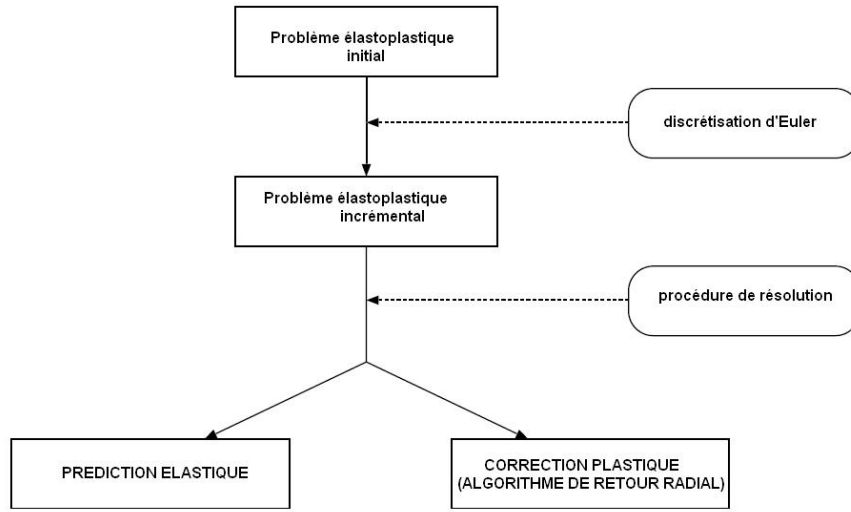 Problème élastoplastique
initial
discrétisation d'Euler
Problème élastoplastique
incrémental
procédure de résolution
PREDICTION ELASTIQUE
CORRECTION PLASTIQUE
(ALGORITHME DE RETOUR RADIAL)